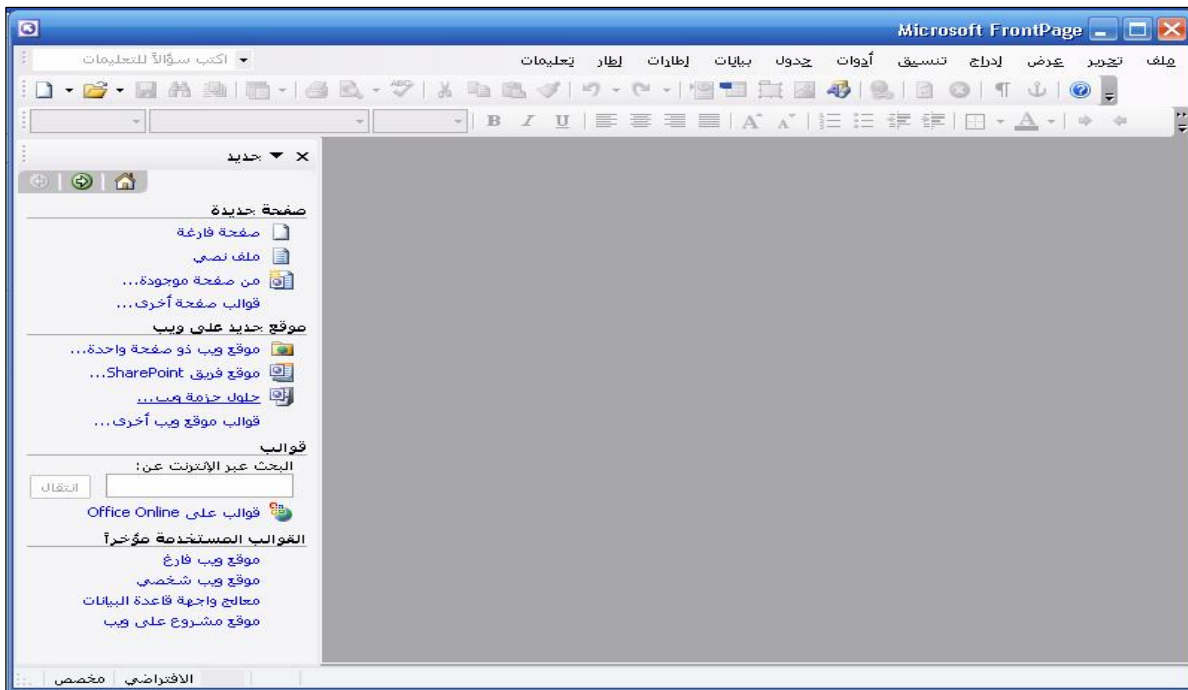 Microsoft FrontPage
ملف تحرير عرض إدراج تنسيق أدوات جدول بيانات إطارات إطار تعليمات اكتب سؤالاً للتعليمات
ABC
B I U A A A
جديد
صفحة جديدة
صفحة فارغة
ملف نصي
من صفحة موجودة...
قوالب صفحة أخرى...
موقع جديد على ويب
موقع ويب ذو صفحة واحدة...
موقع فريق SharePoint...
حلول حزمة ويب...
قوالب موقع ويب أخرى...
قوالب
البحث عبر الإنترنت عن:
انتقال
قوالب على Office Online
القوالب المستخدمة مؤخراً
موقع ويب فارغ
موقع ويب شخصي
معالج واجهة قاعدة البيانات
موقع مشروع على ويب
الافتراضي مخصص